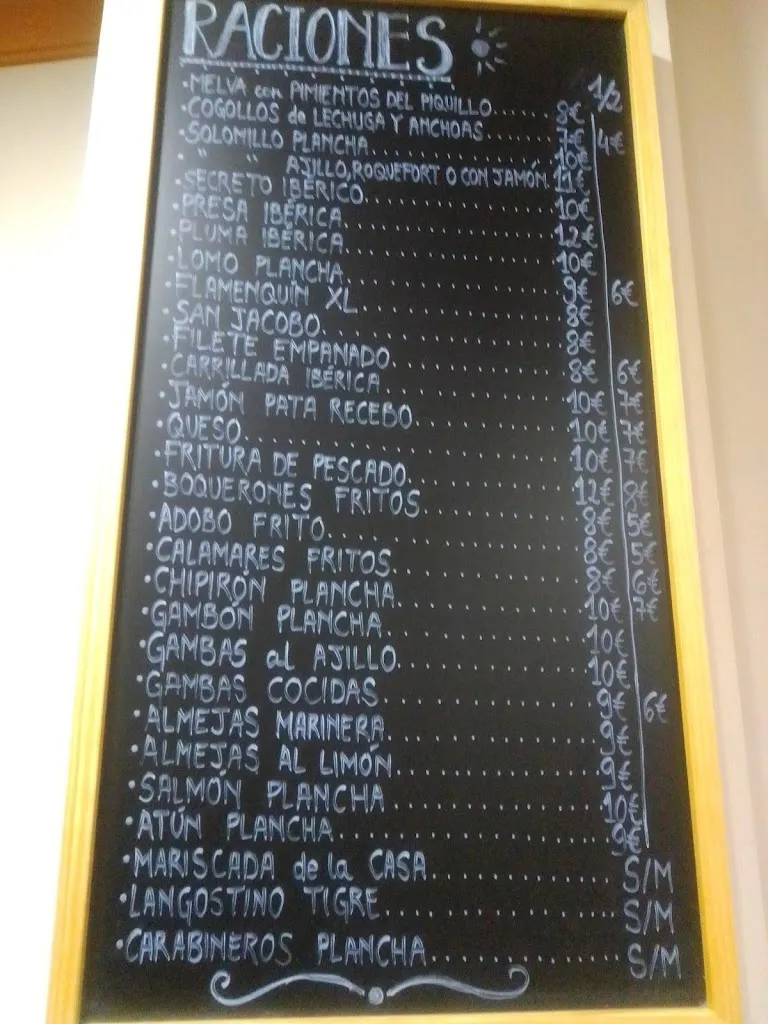 RACIONES
1/2
·MELVA con PIMIENTOS DEL PIQUILLO...... 8€
·COGOLLOS de LECHUGA Y ANCHOAS....... 7€ 4€
·SOLOMILLO PLANCHA................ 10€
· " " AJILLO, ROQUEFORT O CON JAMÓN. 11€
·SECRETO IBÉRICO................ 10€
·PRESA IBÉRICA................ 12€
·PLUMA IBÉRICA................ 10€
·LOMO PLANCHA................ 9€ 6€
·FLAMENQUÍN XL................ 8€
·SAN JACOBO................ 8€
·FILETE EMPANADO................ 8€ 6€
·CARRILLADA IBÉRICA................ 10€ 7€
·JAMÓN PATA RECEBO................ 10€ 7€
·QUESO................ 10€ 7€
·FRITURA DE PESCADO................ 12€ 8€
·BOQUERONES FRITOS................ 8€ 5€
·ADOBO FRITO................ 8€ 5€
·CALAMARES FRITOS................ 8€ 6€
·CHIPIRÓN PLANCHA................ 10€ 7€
·GAMBÓN PLANCHA................ 10€
·GAMBAS al AJILLO................ 10€
·GAMBAS COCIDAS................ 9€ 6€
·ALMEJAS MARINERA................ 9€
·ALMEJAS AL LIMÓN................ 9€
·SALMÓN PLANCHA................ 10€
·ATÚN PLANCHA................ 9€
·MARISCADA de la CASA................ S/M
·LANGOSTINO TIGRE................ S/M
·CARABINEROS PLANCHA................ S/M